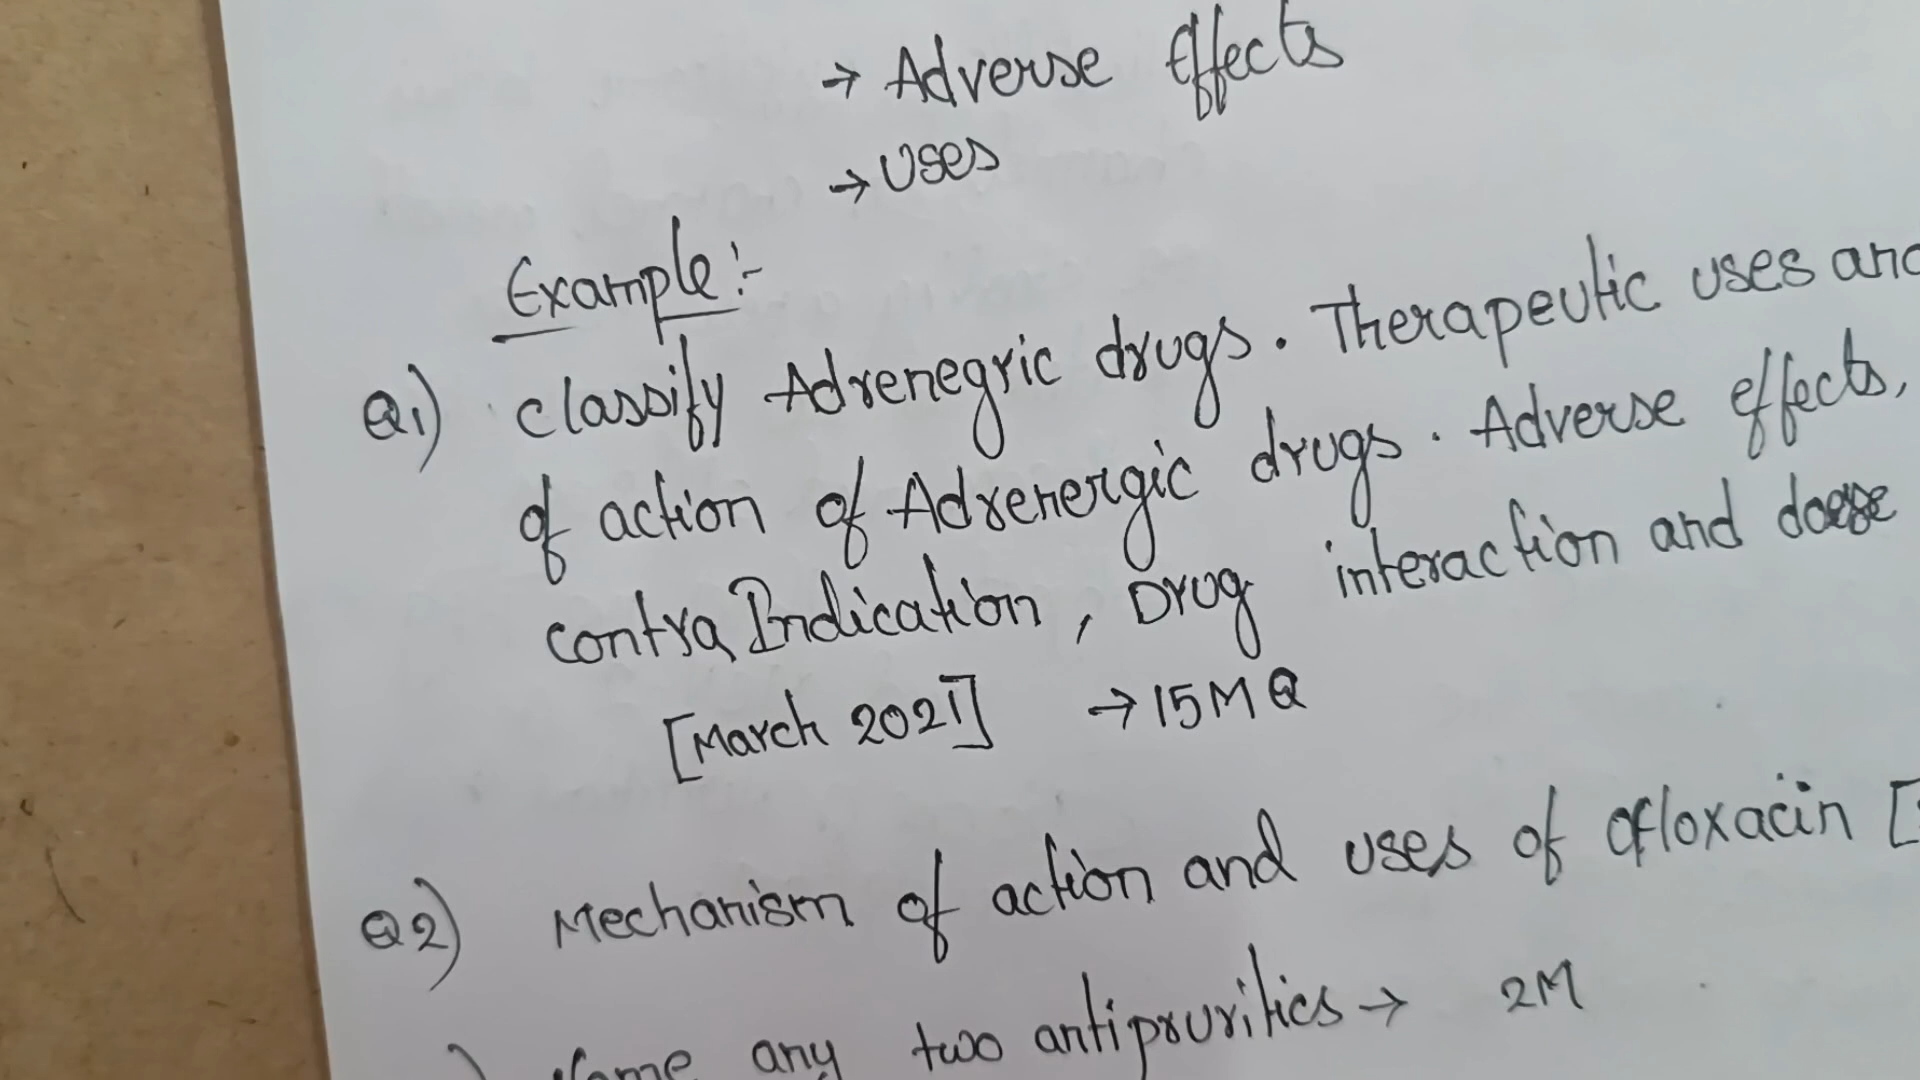 → Adverse Effects
→ Uses
Example:-
Q1) classify Adrenegric drugs. Therapeutic uses and
of action of Adrenergic drugs. Adverse effects,
contra Indication, Drug interaction and dose
[March 2021] → 15M Q
Q2) Mechanism of action and uses of ofloxacin [
) Name any two antipruritics → 2M